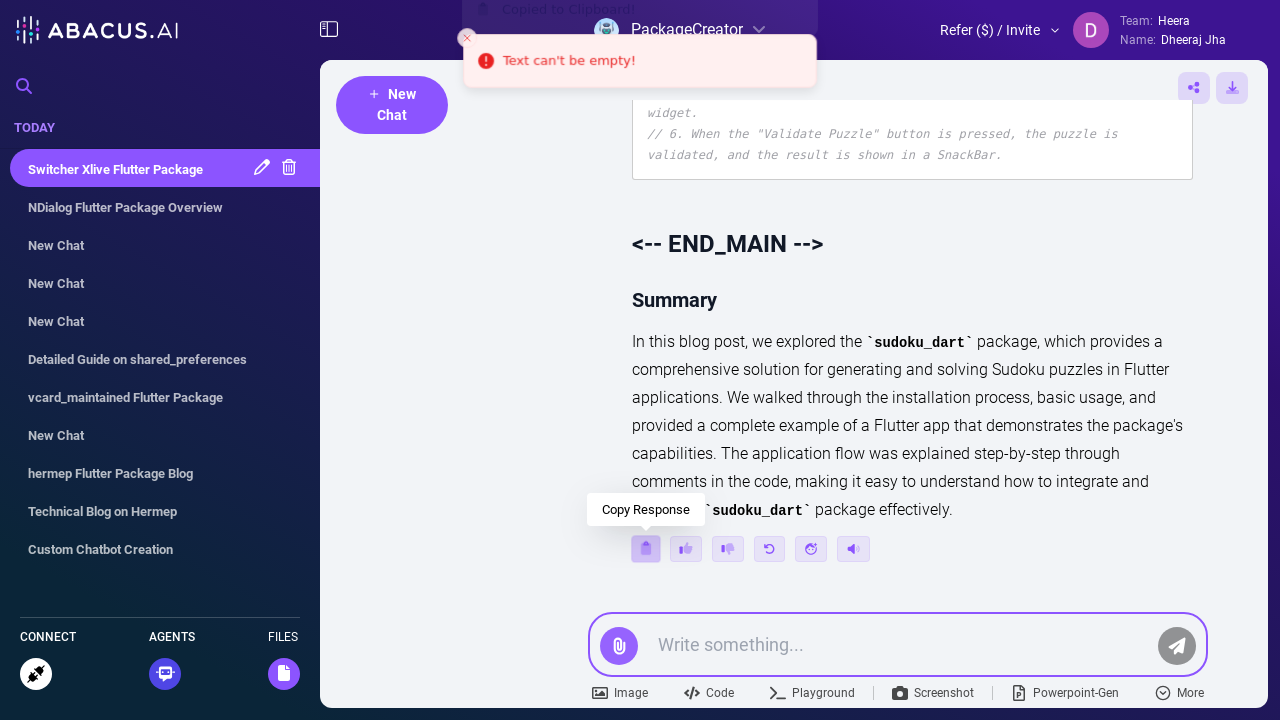 ABACUS.AI
Copied to Clipboard!
PackageCreator
Refer ($) / Invite
D
Team: Heera
Name: Dheeraj Jha
Text can't be empty!
+ New
Chat
TODAY
Switcher Xlive Flutter Package
NDialog Flutter Package Overview
New Chat
New Chat
New Chat
Detailed Guide on shared_preferences
vcard_maintained Flutter Package
New Chat
hermep Flutter Package Blog
Technical Blog on Hermep
Custom Chatbot Creation
CONNECT
AGENTS
FILES
widget.
// 6. When the "Validate Puzzle" button is pressed, the puzzle is
validated, and the result is shown in a SnackBar.
<-- END_MAIN -->
Summary
In this blog post, we explored the `sudoku_dart` package, which provides a
comprehensive solution for generating and solving Sudoku puzzles in Flutter
applications. We walked through the installation process, basic usage, and
provided a complete example of a Flutter app that demonstrates the package's
capabilities. The application flow was explained step-by-step through
comments in the code, making it easy to understand how to integrate and
`sudoku_dart` package effectively.
Copy Response
Write something...
Image
Code
Playground
Screenshot
Powerpoint-Gen
More